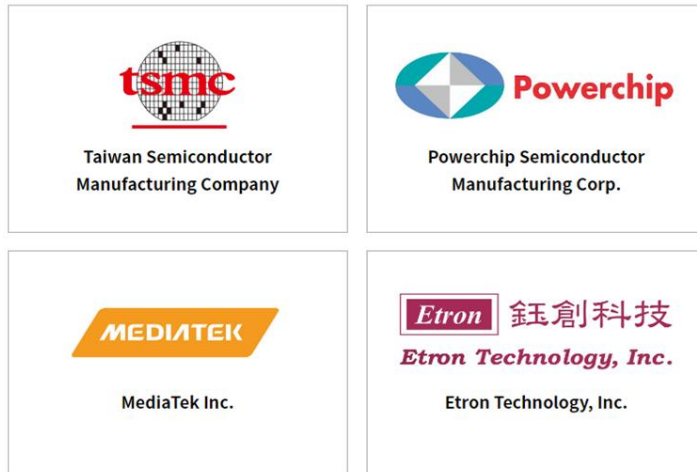 tsmc
Taiwan Semiconductor
Manufacturing Company
Powerchip
Powerchip Semiconductor
Manufacturing Corp.
MEDIATEK
MediaTek Inc.
Etron 鈺創科技
Etron Technology, Inc.
Etron Technology, Inc.